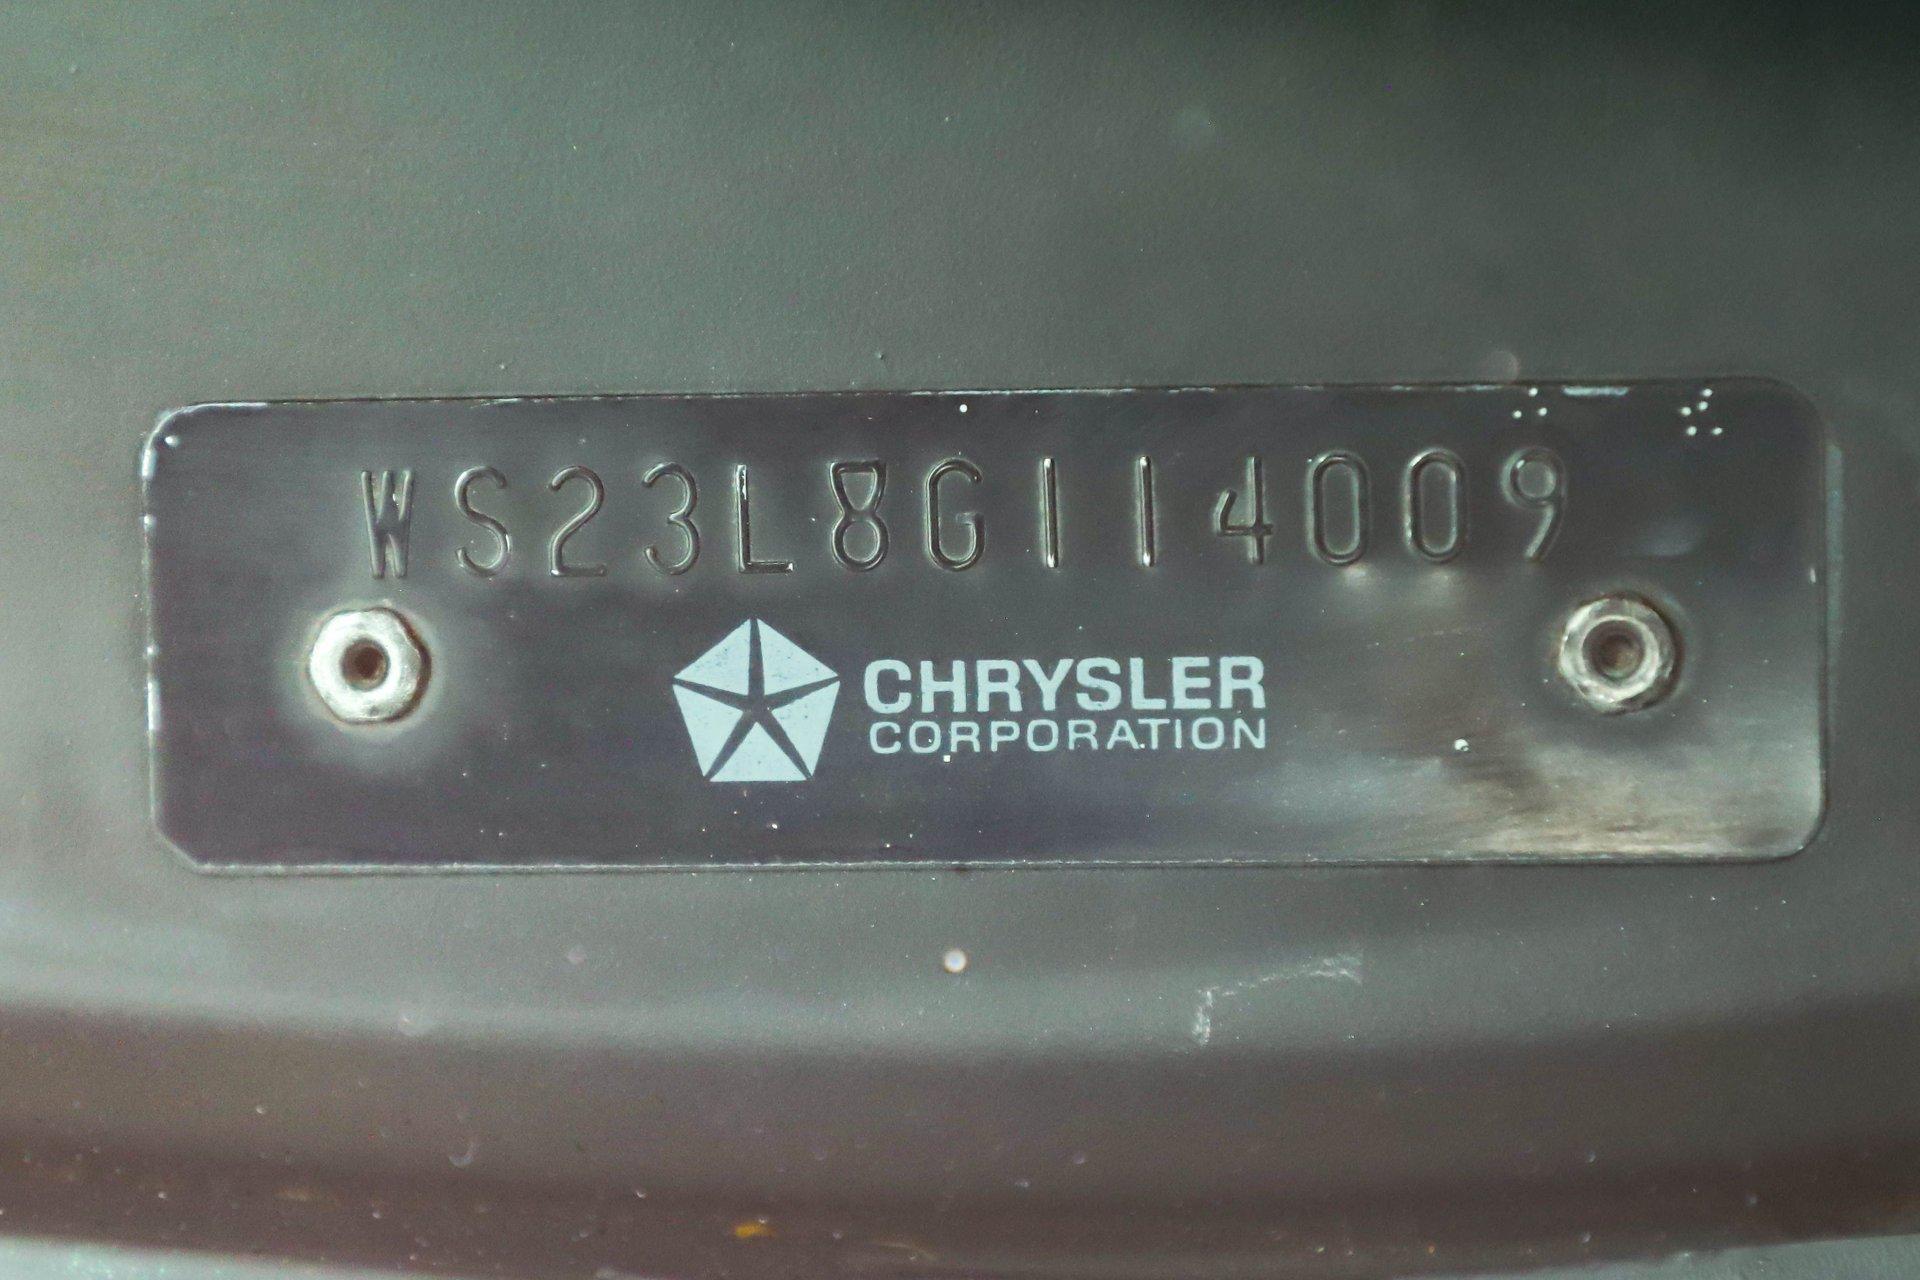 WS23L8G114009
CHRYSLER
CORPORATION